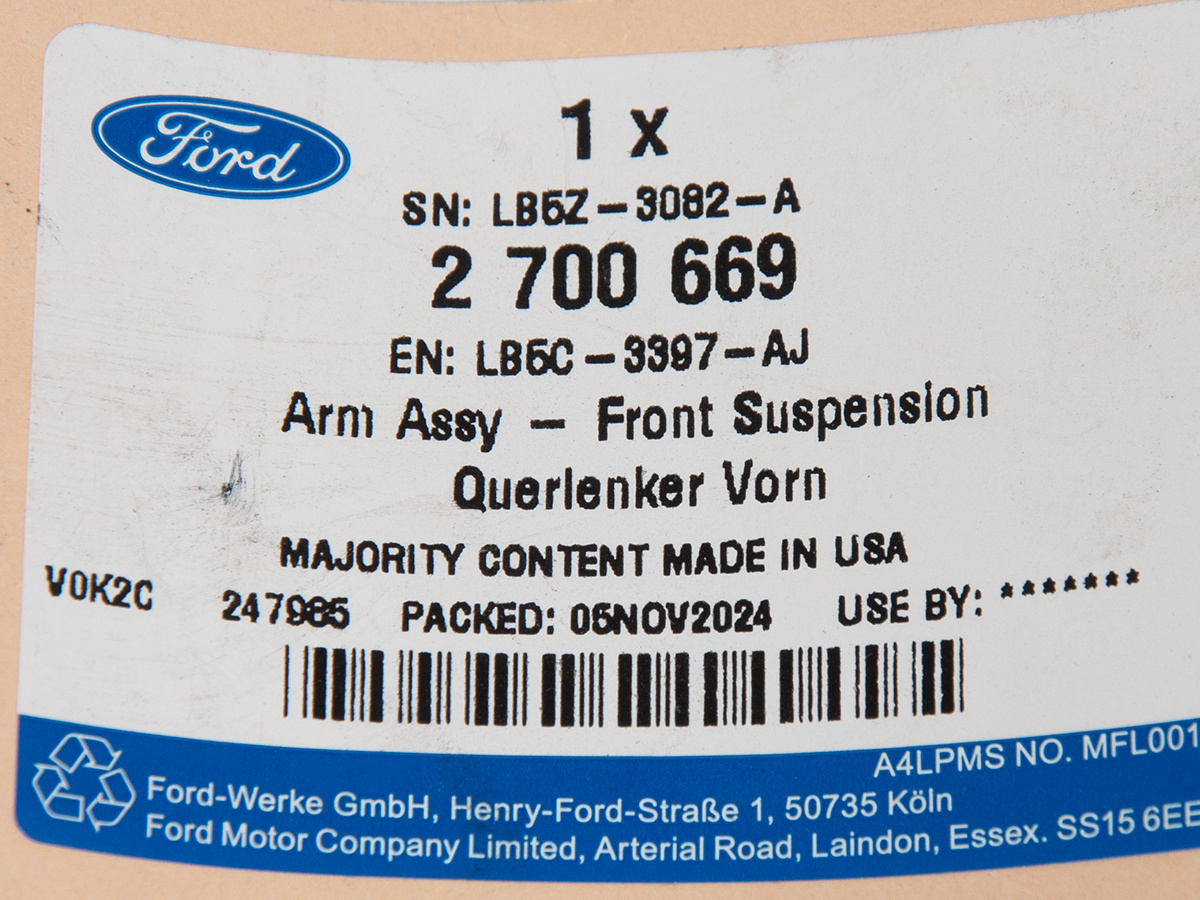 Ford
1 x
SN: LB5Z-3082-A
2 700 669
EN: LB5C-3397-AJ
Arm Assy - Front Suspension
Querlenker Vorn
MAJORITY CONTENT MADE IN USA
V0K2C 247985 PACKED: 05NOV2024 USE BY: *******
A4LPMS NO. MFL001
Ford-Werke GmbH, Henry-Ford-Straße 1, 50735 Köln
Ford Motor Company Limited, Arterial Road, Laindon, Essex. SS15 6EE